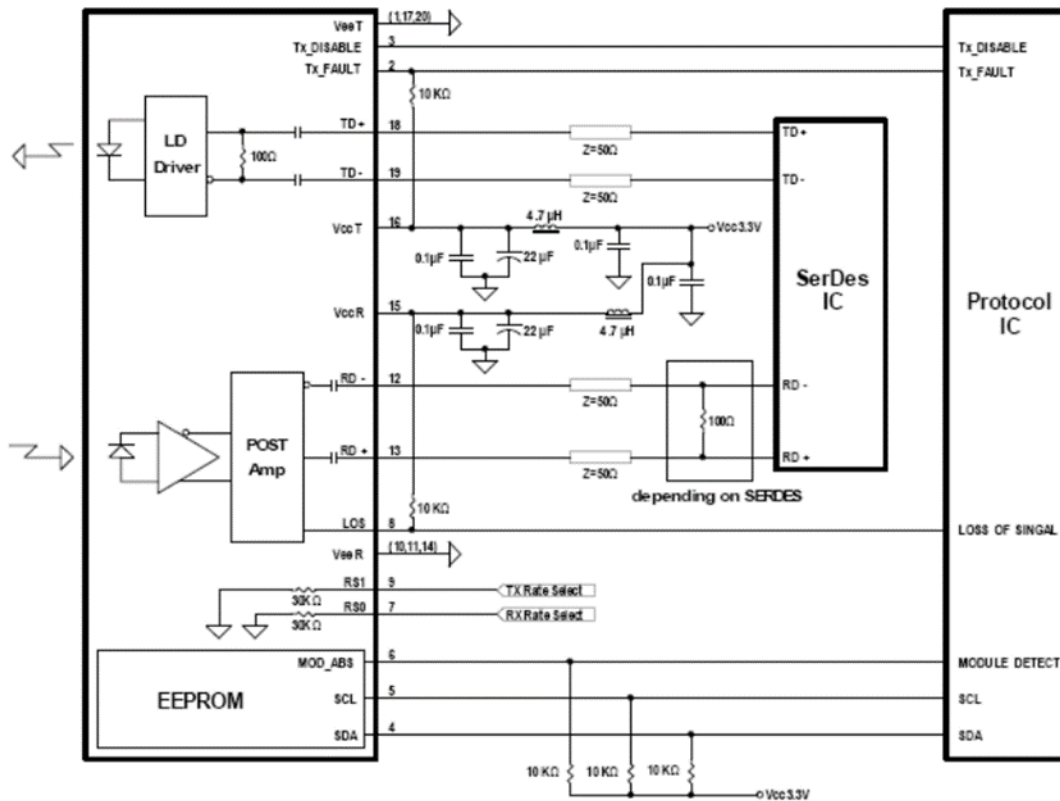 VeeT (1,17,20)
Tx_DISABLE 3 Tx_DISABLE
Tx_FAULT 2 Tx_FAULT
10 KΩ
LD
Driver
100Ω
TD+ 18 Z=50Ω TD+
TD- 19 Z=50Ω TD-
VccT 16 4.7 µH Vcc3.3V
0.1µF 22 µF 0.1µF
0.1µF
SerDes
IC
Protocol
IC
VccR 15
0.1µF 22 µF 4.7 µH
RD - 12 Z=50Ω RD -
100Ω
POST
Amp
RD + 13 Z=50Ω RD +
depending on SERDES
10 KΩ
LOS 8 LOSS OF SINGAL
VeeR (10,11,14)
RS1 9 TX Rate Select
30KΩ
RS0 7 RX Rate Select
30KΩ
MOD_ABS 6 MODULE DETECT
EEPROM
SCL 5 SCL
SDA 4 SDA
10 KΩ 10 KΩ 10 KΩ
Vcc3.3V